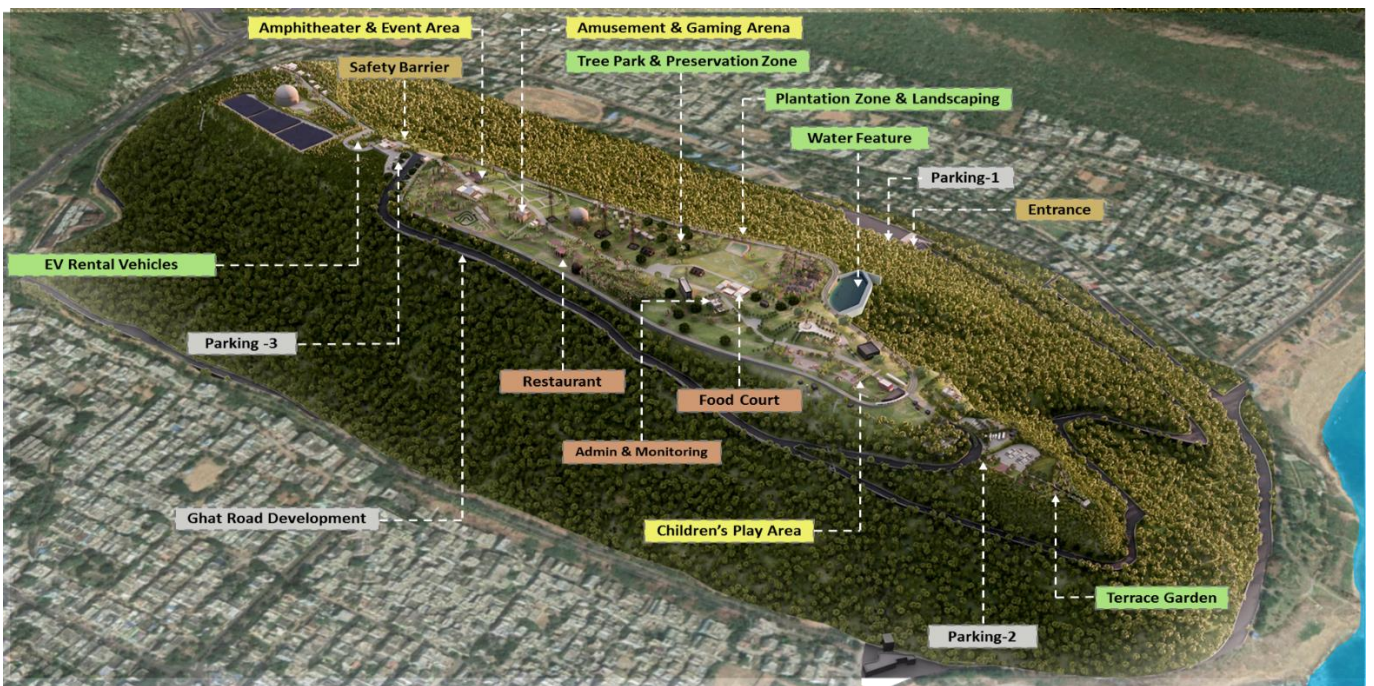 Amphitheater & Event Area
Amusement & Gaming Arena
Safety Barrier
Tree Park & Preservation Zone
Plantation Zone & Landscaping
Water Feature
Parking-1
Entrance
EV Rental Vehicles
Parking -3
Restaurant
Food Court
Admin & Monitoring
Ghat Road Development
Children's Play Area
Terrace Garden
Parking-2